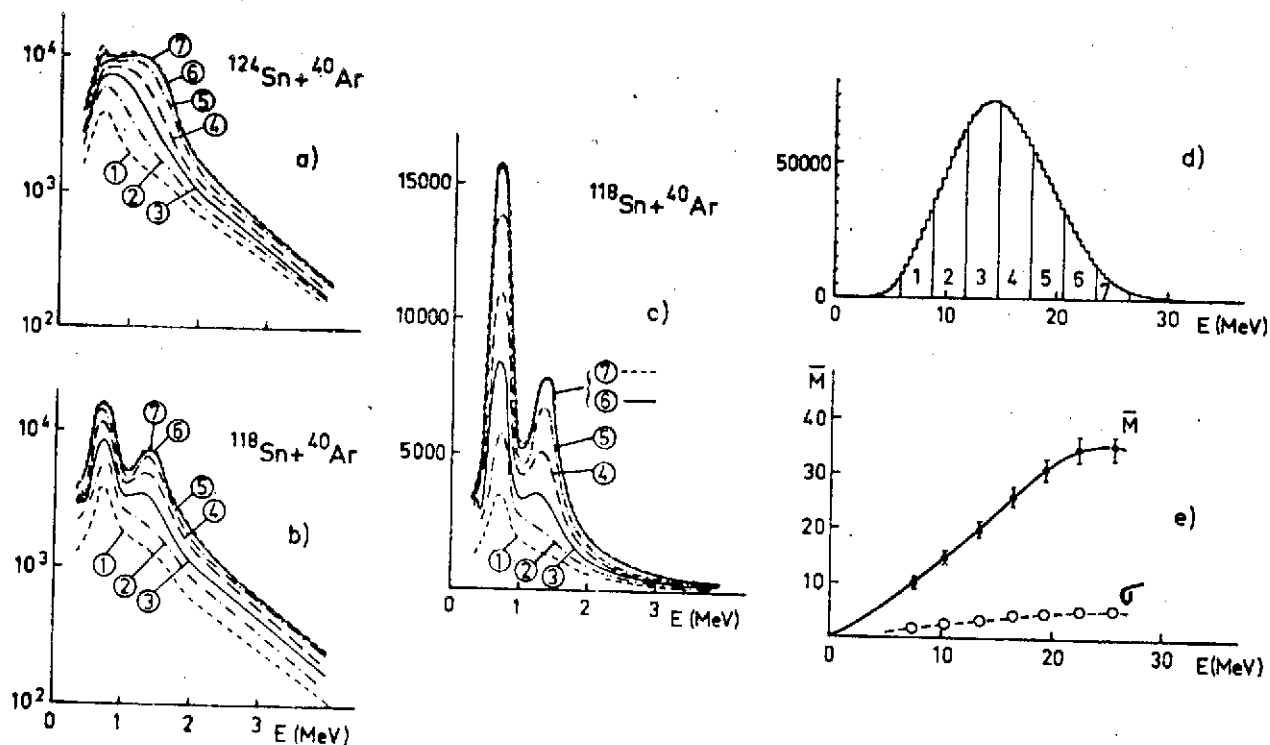 10⁴
10³
10²
¹²⁴Sn+⁴⁰Ar
a)
①
②
③
④
⑤
⑥
⑦
10⁴
10³
10²
¹¹⁸Sn+⁴⁰Ar
b)
①
②
③
④
⑤
⑥
⑦
0 1 2 3
E (MeV)
15000
10000
5000
¹¹⁸Sn+⁴⁰Ar
c)
⑦
⑥
⑤
④
①
②
③
0 1 2 3
E (MeV)
50000
0
d)
1 2 3 4 5 6 7
0 10 20 30
E (MeV)
M̅
40
30
20
10
M̅
e)
σ
0 10 20 30
E(MeV)